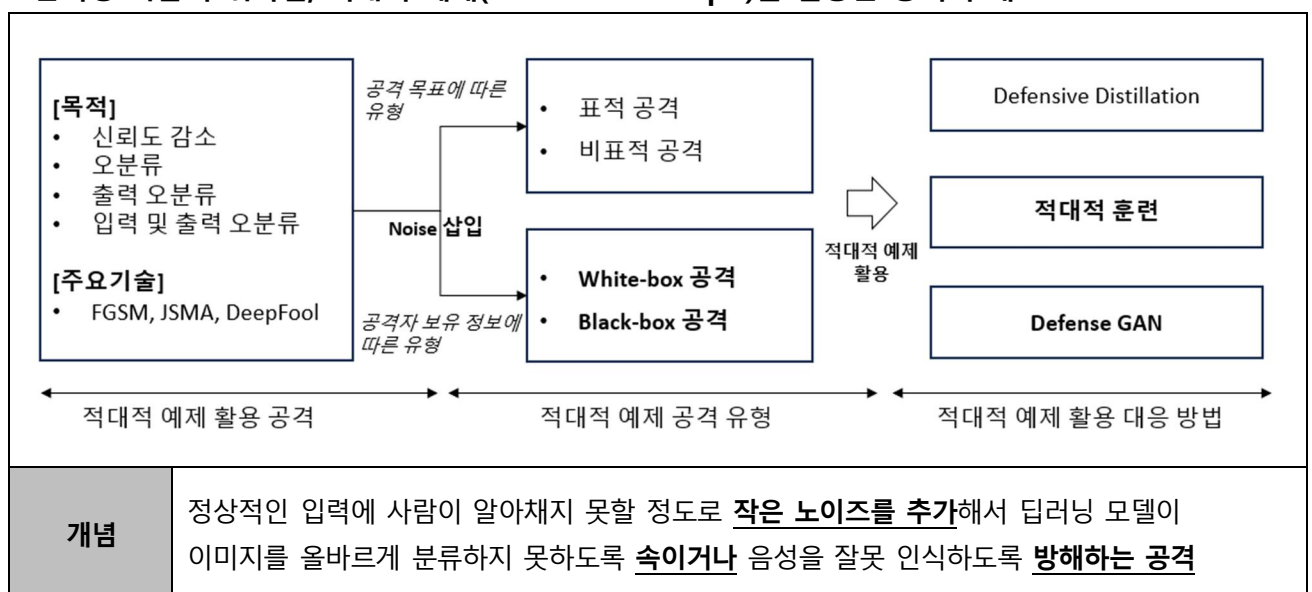 [목적]
• 신뢰도 감소
• 오분류
• 출력 오분류
• 입력 및 출력 오분류
[주요기술]
• FGSM, JSMA, DeepFool
공격 목표에 따른
유형
Noise 삽입
공격자 보유 정보에
따른 유형
• 표적 공격
• 비표적 공격
• White-box 공격
• Black-box 공격
적대적 예제
활용
Defensive Distillation
적대적 훈련
Defense GAN
적대적 예제 활용 공격
적대적 예제 공격 유형
적대적 예제 활용 대응 방법
개념
정상적인 입력에 사람이 알아채지 못할 정도로 작은 노이즈를 추가해서 딥러닝 모델이
이미지를 올바르게 분류하지 못하도록 속이거나 음성을 잘못 인식하도록 방해하는 공격